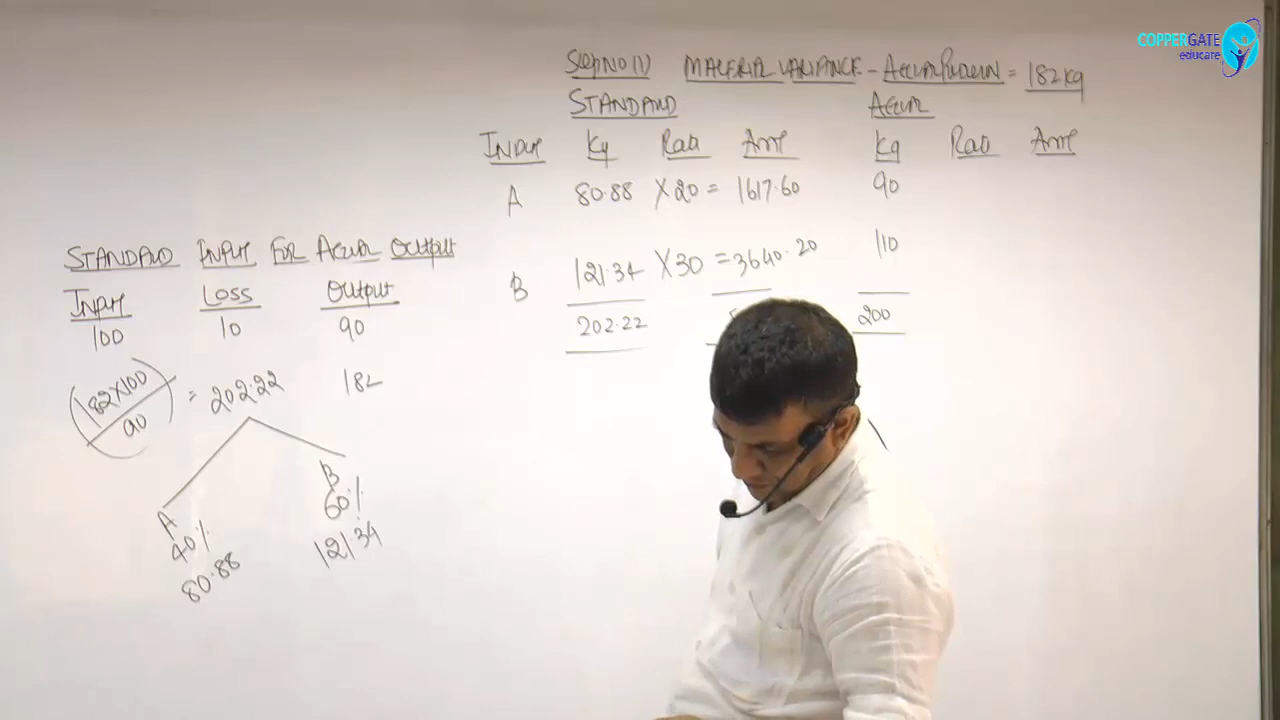 COPPERGATE
educate
Step No (1) MATERIAL VARIANCE - ACTUAL PRODUCTION = 182 Kg
STANDARD ACTUAL
INPUT Kg Rate Amt Kg Rate Amt
A 80.88 X 20 = 1617.60 90
B 121.34 X 30 = 3640.20 110
202.22 200
STANDARD INPUT FOR ACTUAL OUTPUT
INPUT LOSS OUTPUT
100 10 90
(182X100/90) = 202.22 182
A B
40% 60%
80.88 121.34